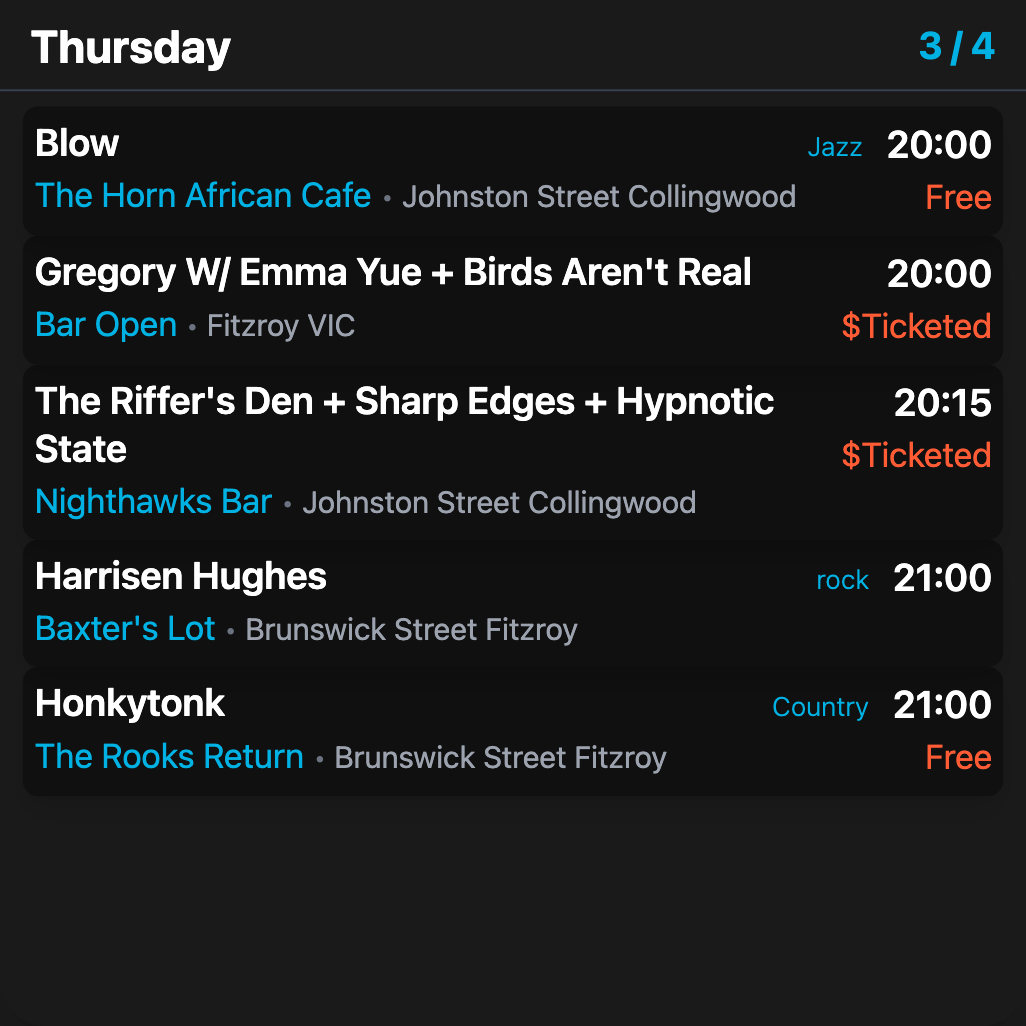 Thursday 3 / 4
Blow Jazz 20:00
The Horn African Cafe • Johnston Street Collingwood Free
Gregory W/ Emma Yue + Birds Aren't Real 20:00
Bar Open • Fitzroy VIC $Ticketed
The Riffer's Den + Sharp Edges + Hypnotic 20:15
State $Ticketed
Nighthawks Bar • Johnston Street Collingwood
Harrisen Hughes rock 21:00
Baxter's Lot • Brunswick Street Fitzroy
Honkytonk Country 21:00
The Rooks Return • Brunswick Street Fitzroy Free